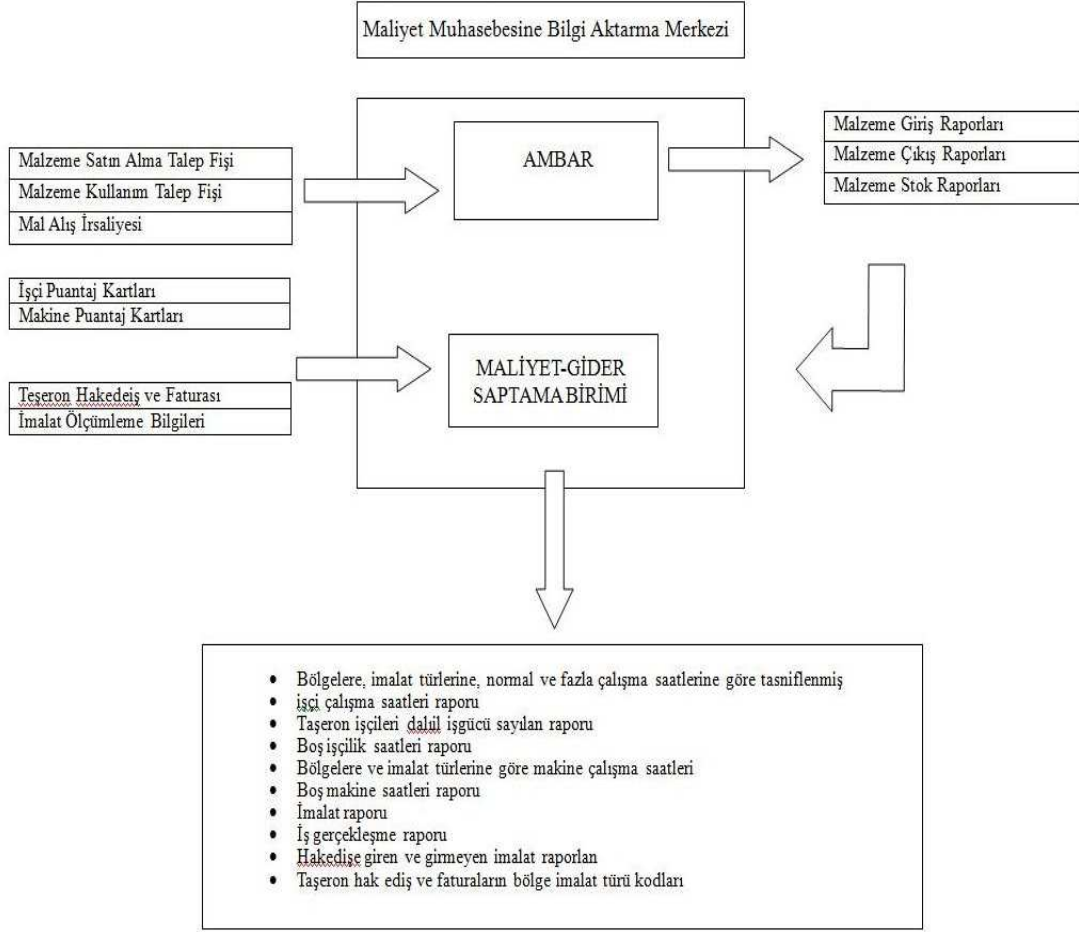 Maliyet Muhasebesine Bilgi Aktarma Merkezi
Malzeme Satın Alma Talep Fişi
Malzeme Kullanım Talep Fişi
Mal Alış İrsaliyesi
İşçi Puantaj Kartları
Makine Puantaj Kartları
Teşeron Hakedeiş ve Faturası
İmalat Ölçümleme Bilgileri
AMBAR
MALİYET-GİDER
SAPTAMA BİRİMİ
Malzeme Giriş Raporları
Malzeme Çıkış Raporları
Malzeme Stok Raporları
• Bölgelere, imalat türlerine, normal ve fazla çalışma saatlerine göre tasniflenmiş
• işçi çalışma saatleri raporu
• Taşeron işçileri dalıil işgücü sayılan raporu
• Boş işçilik saatleri raporu
• Bölgelere ve imalat türlerine göre makine çalışma saatleri
• Boş makine saatleri raporu
• İmalat raporu
• İş gerçekleşme raporu
• Hakedişe giren ve girmeyen imalat raporlan
• Taşeron hak ediş ve faturaların bölge imalat türü kodları